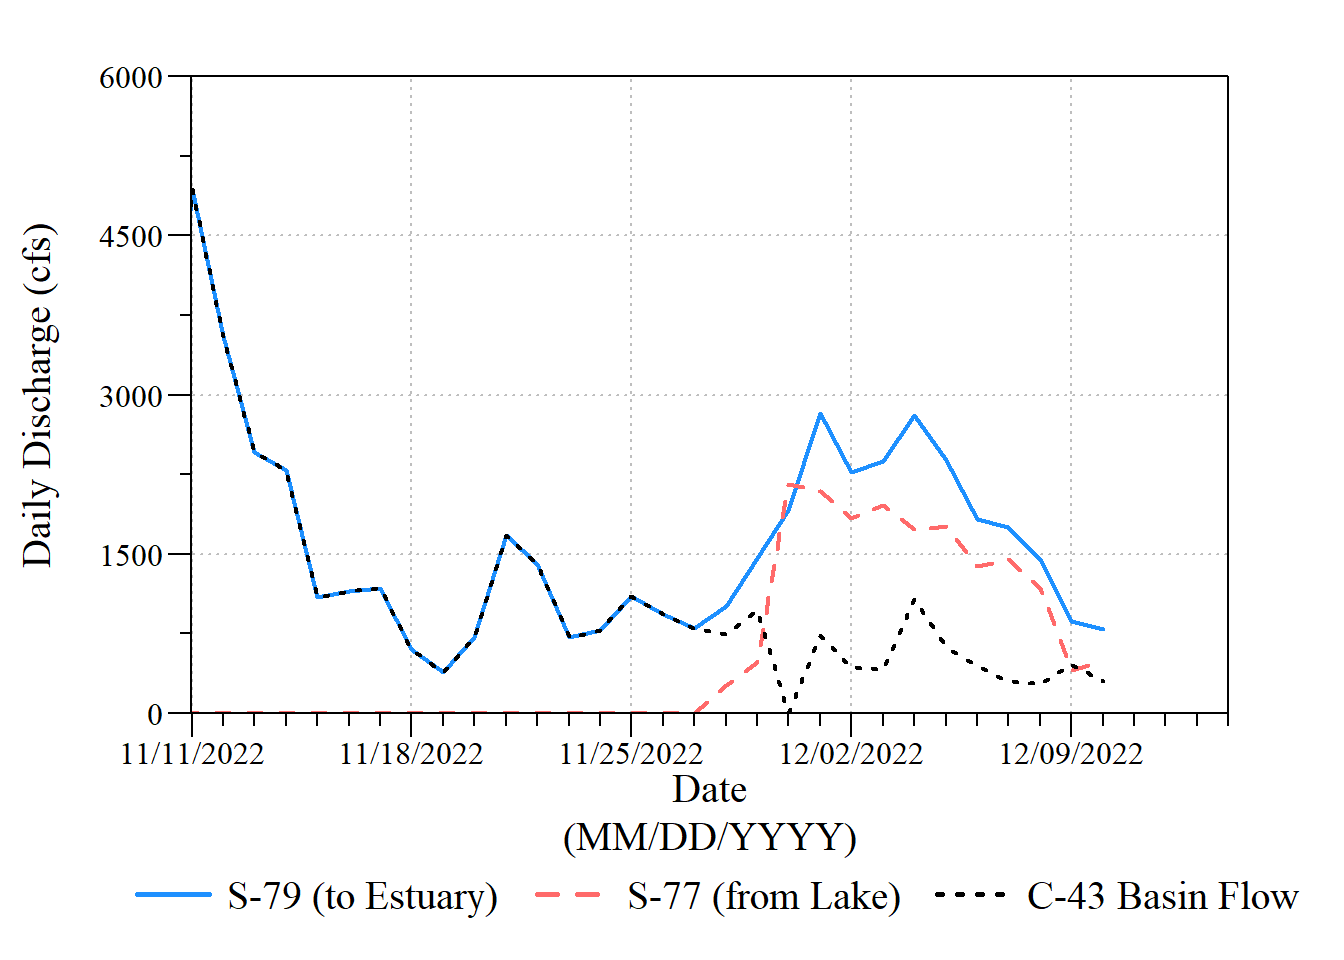 6000
4500
3000
1500
0
Daily Discharge (cfs)
11/11/2022 11/18/2022 11/25/2022 12/02/2022 12/09/2022
Date
(MM/DD/YYYY)
S-79 (to Estuary) S-77 (from Lake) C-43 Basin Flow